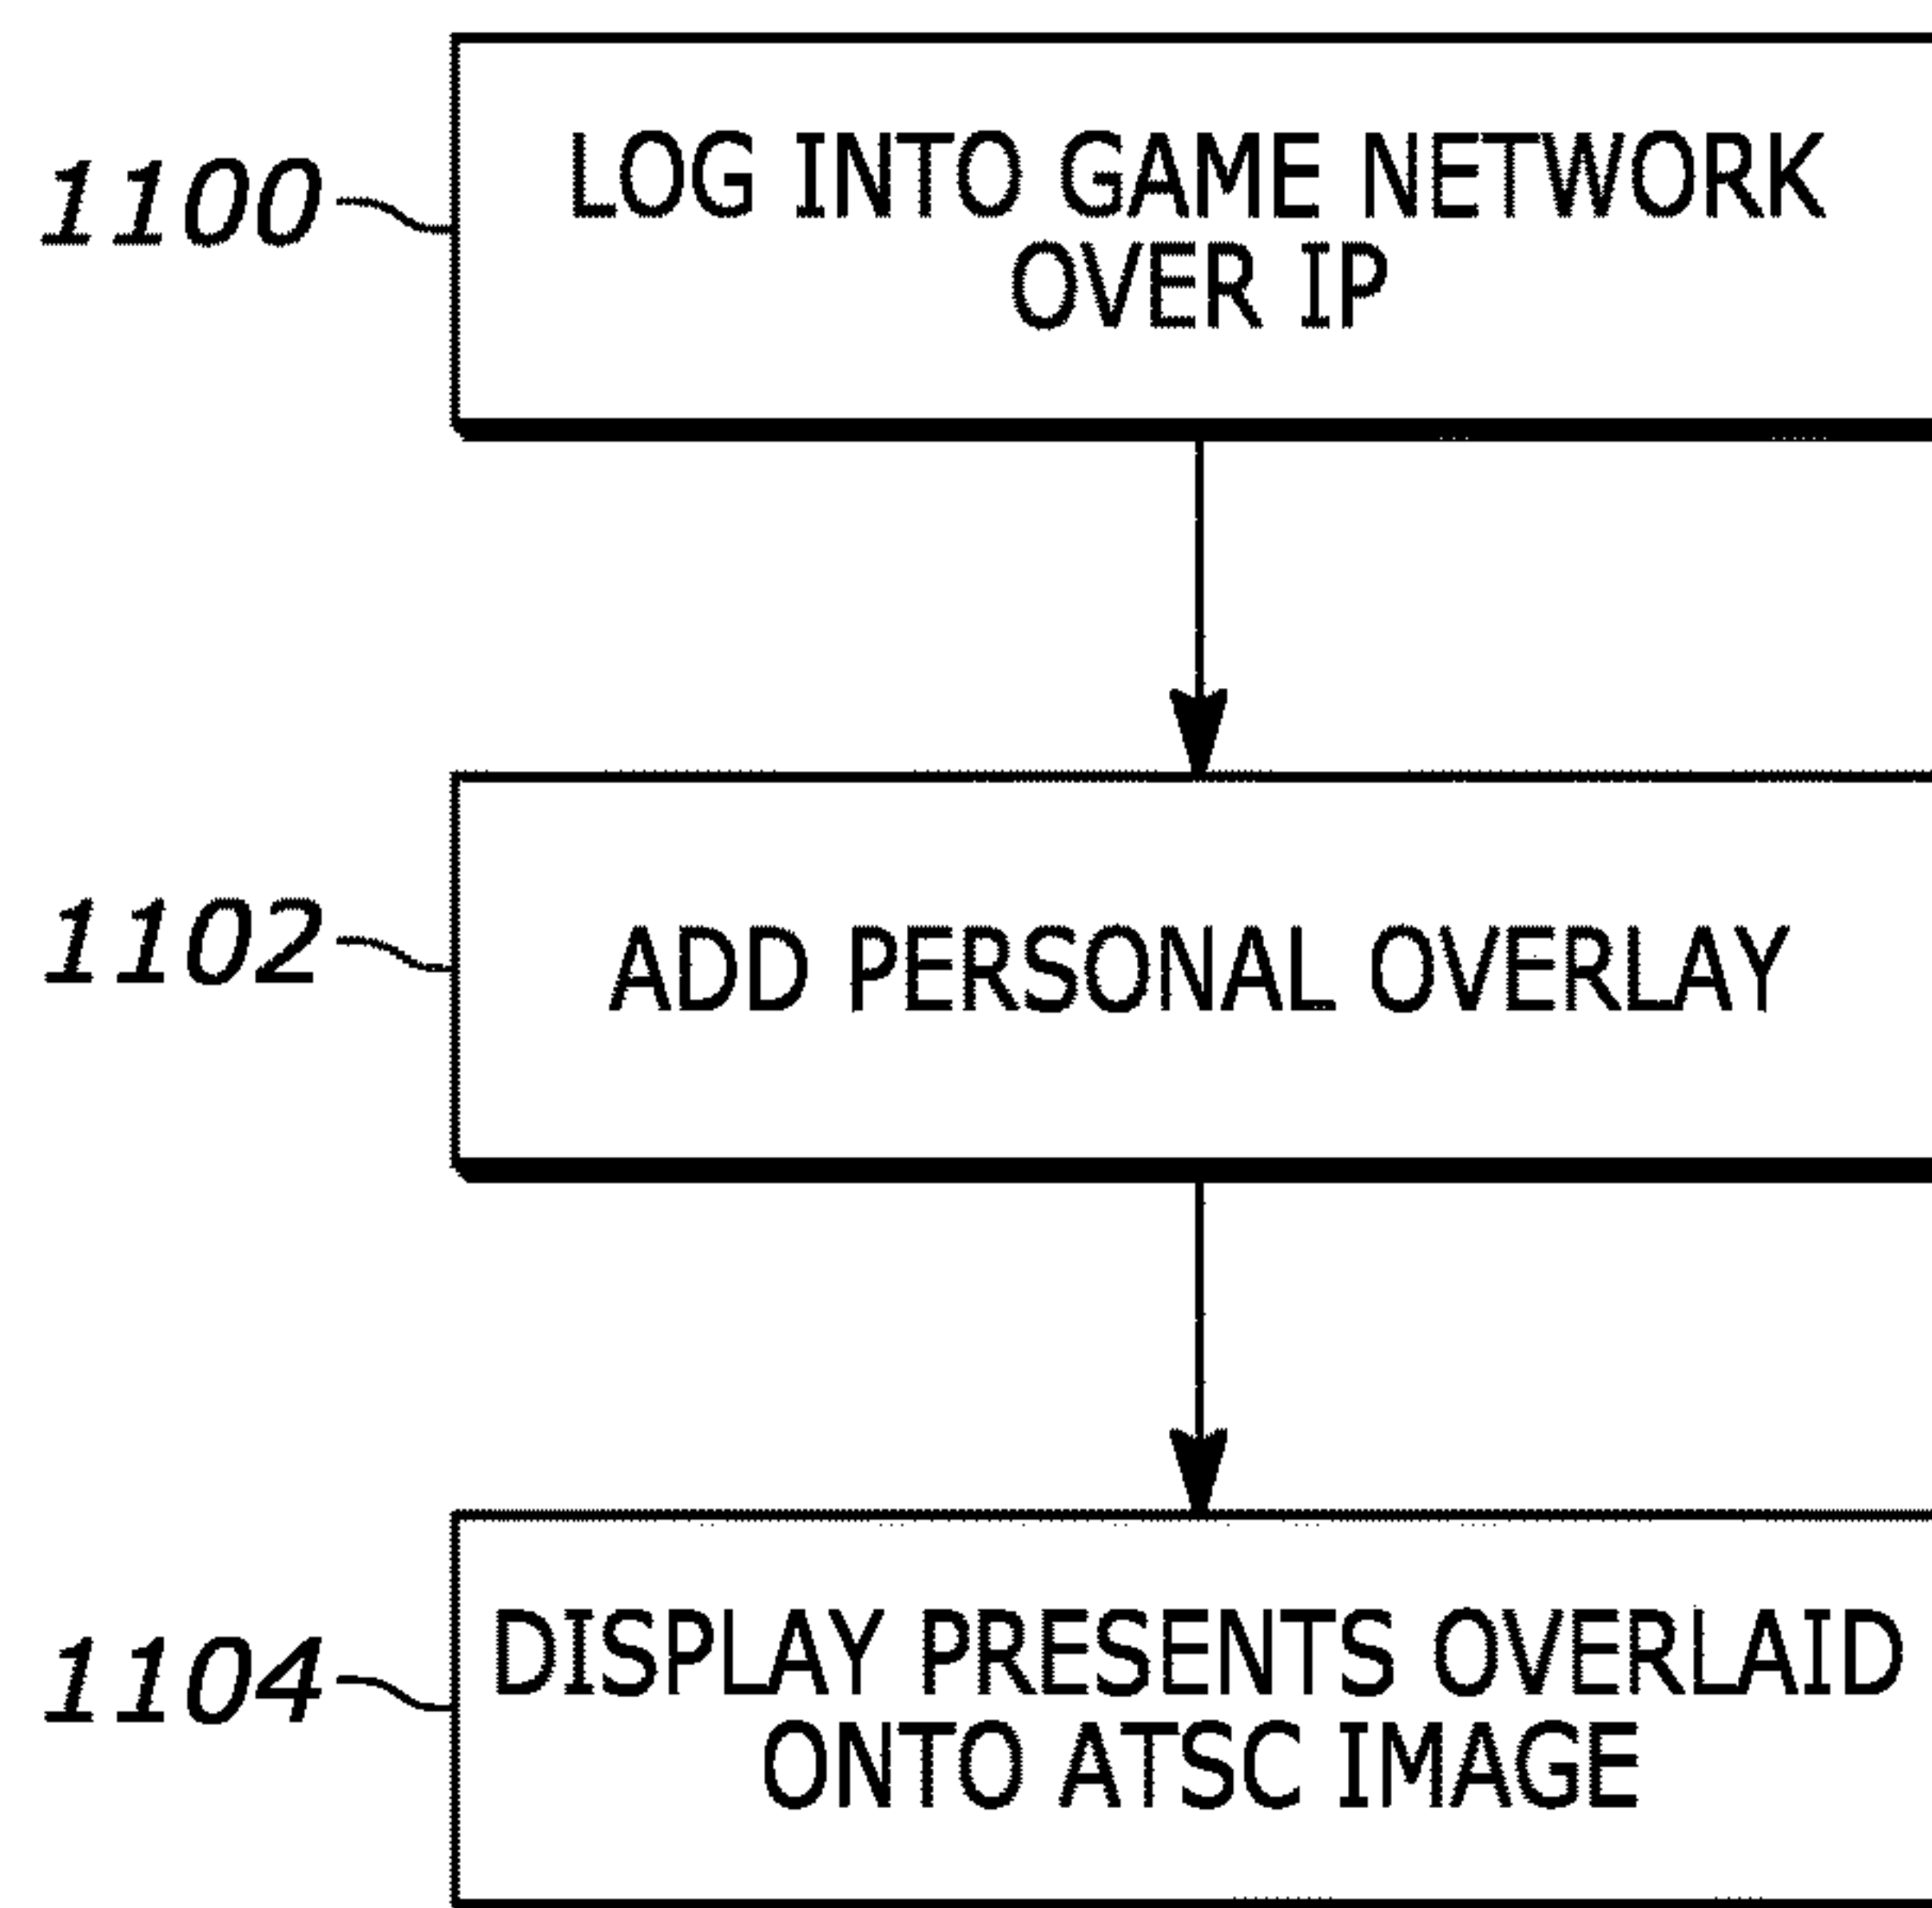 1100
LOG INTO GAME NETWORK
OVER IP
1102
ADD PERSONAL OVERLAY
1104
DISPLAY PRESENTS OVERLAID
ONTO ATSC IMAGE